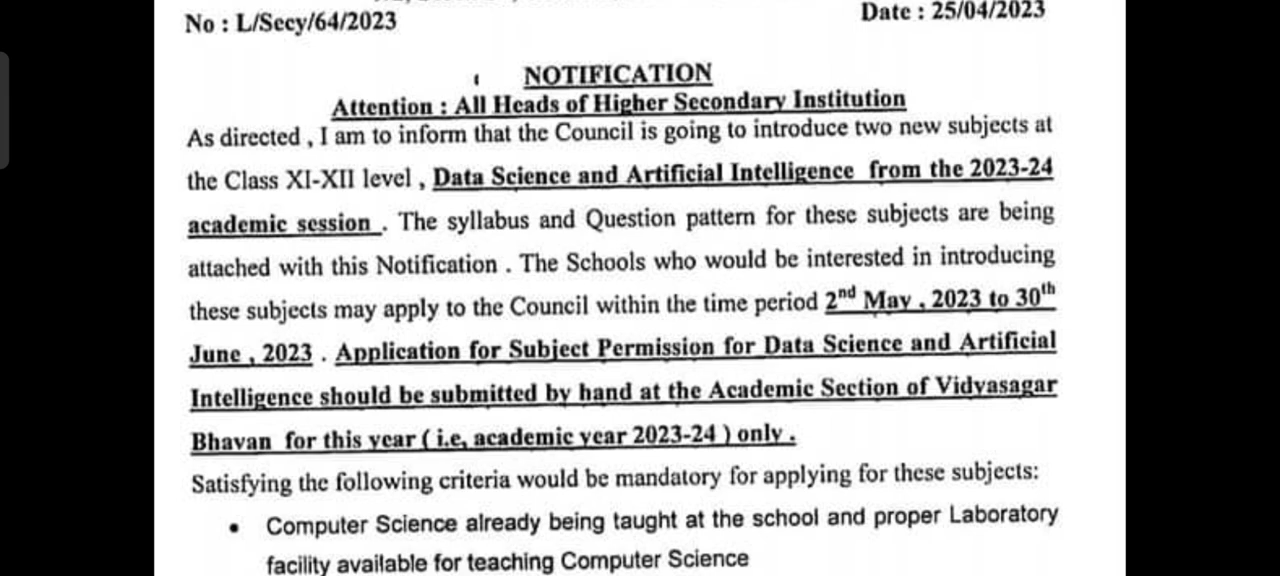 No : L/Secy/64/2023
Date : 25/04/2023
NOTIFICATION
Attention : All Heads of Higher Secondary Institution
As directed , I am to inform that the Council is going to introduce two new subjects at
the Class XI-XII level , Data Science and Artificial Intelligence from the 2023-24
academic session . The syllabus and Question pattern for these subjects are being
attached with this Notification . The Schools who would be interested in introducing
these subjects may apply to the Council within the time period 2nd May , 2023 to 30th
June , 2023 . Application for Subject Permission for Data Science and Artificial
Intelligence should be submitted by hand at the Academic Section of Vidyasagar
Bhavan for this year ( i.e, academic year 2023-24 ) only .
Satisfying the following criteria would be mandatory for applying for these subjects:
• Computer Science already being taught at the school and proper Laboratory
facility available for teaching Computer Science